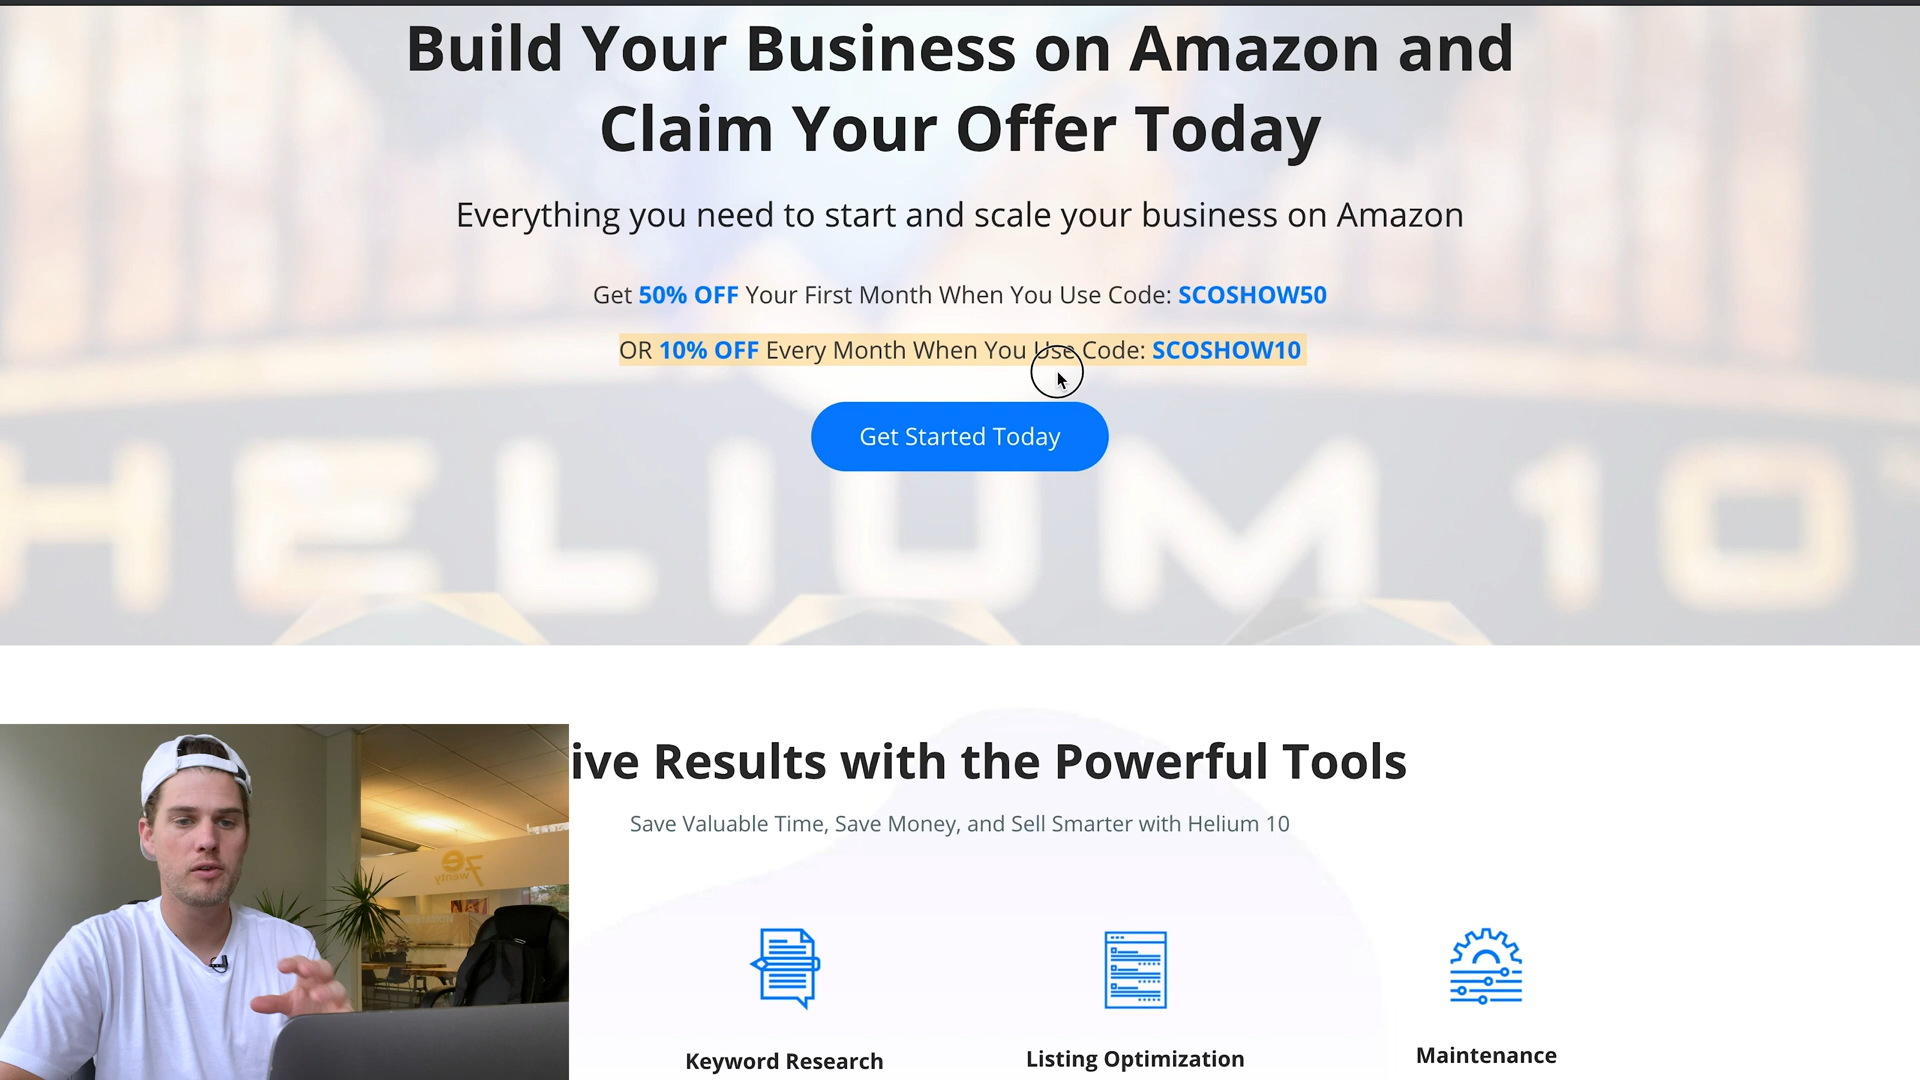 Build Your Business on Amazon and
Claim Your Offer Today
Everything you need to start and scale your business on Amazon
Get 50% OFF Your First Month When You Use Code: SCOSHOW50
OR 10% OFF Every Month When You Use Code: SCOSHOW10
Get Started Today
HELIUM 10
ive Results with the Powerful Tools
Save Valuable Time, Save Money, and Sell Smarter with Helium 10
e7wenty
Keyword Research
Listing Optimization
Maintenance